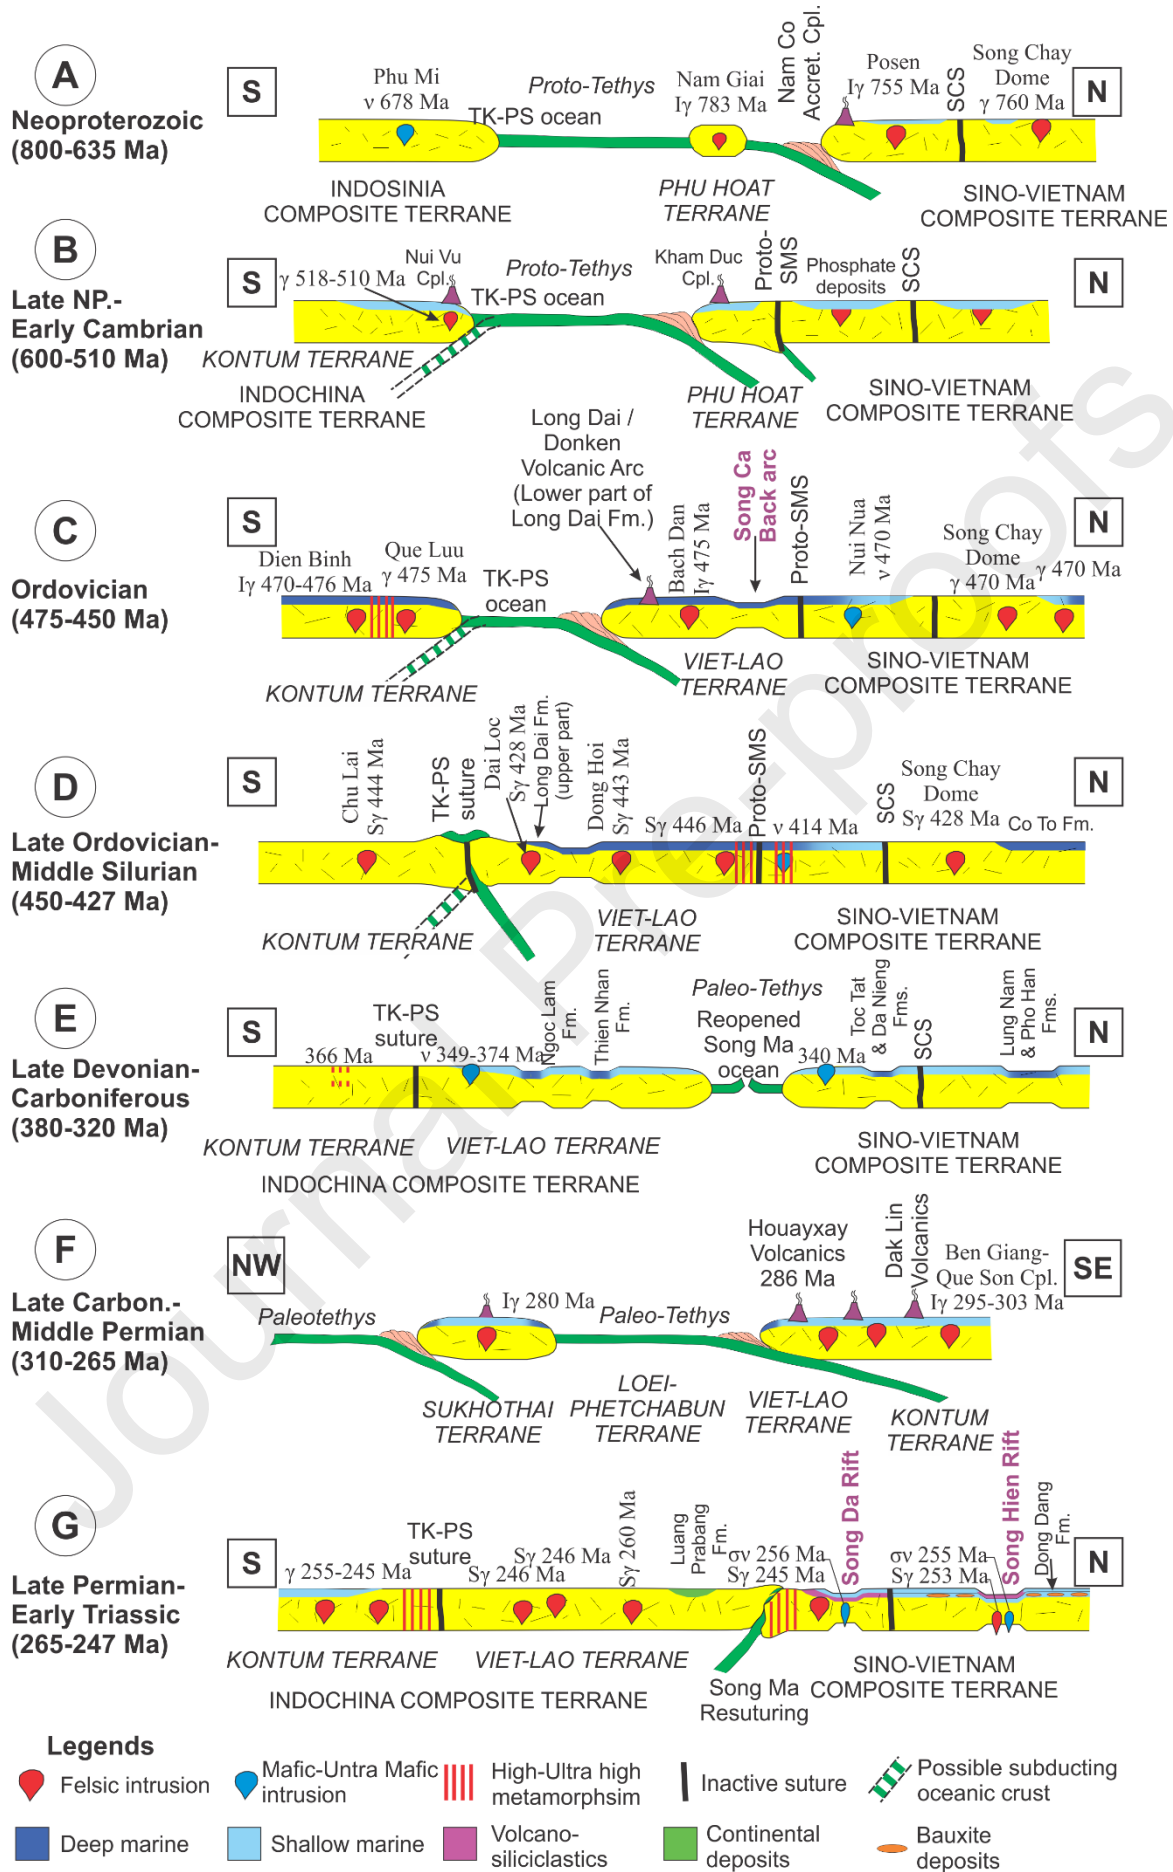 A
Neoproterozoic
(800-635 Ma)
S
Phu Mi
ν 678 Ma
Proto-Tethys
TK-PS ocean
Nam Giai
Iγ 783 Ma
Nam Co
Accret. Cpl.
Posen
Iγ 755 Ma
SCS
Song Chay
Dome
γ 760 Ma
N
INDOSINIA
COMPOSITE TERRANE
PHU HOAT
TERRANE
SINO-VIETNAM
COMPOSITE TERRANE
B
Late NP.-
Early Cambrian
(600-510 Ma)
S
γ 518-510 Ma
Nui Vu
Cpl.
Proto-Tethys
TK-PS ocean
Kham Duc
Cpl.
Proto-
SMS
Phosphate
deposits
SCS
N
KONTUM TERRANE
INDOCHINA
COMPOSITE TERRANE
PHU HOAT
TERRANE
SINO-VIETNAM
COMPOSITE TERRANE
C
Ordovician
(475-450 Ma)
S
Dien Binh
Iγ 470-476 Ma
Que Luu
γ 475 Ma
TK-PS
ocean
Long Dai /
Donken
Volcanic Arc
(Lower part of
Long Dai Fm.)
Bach Dan
Iγ 475 Ma
Song Ca
Back arc
Proto-SMS
Nui Nua
ν 470 Ma
Song Chay
Dome
γ 470 Ma
γ 470 Ma
N
KONTUM TERRANE
VIET-LAO
TERRANE
SINO-VIETNAM
COMPOSITE TERRANE
D
Late Ordovician-
Middle Silurian
(450-427 Ma)
S
Chu Lai
Sγ 444 Ma
TK-PS
suture
Dai Loc
Sγ 428 Ma
Long Dai Fm.
(upper part)
Dong Hoi
Sγ 443 Ma
Sγ 446 Ma
Proto-SMS
ν 414 Ma
SCS
Song Chay
Dome
Sγ 428 Ma
Co To Fm.
N
KONTUM TERRANE
VIET-LAO
TERRANE
SINO-VIETNAM
COMPOSITE TERRANE
E
Late Devonian-
Carboniferous
(380-320 Ma)
S
366 Ma
TK-PS
suture
ν 349-374 Ma
Ngoc Lam
Fm.
Thien Nhan
Fm.
Paleo-Tethys
Reopened
Song Ma
ocean
340 Ma
Toc Tat
& Da Nieng
Fms.
SCS
Lung Nam
& Pho Han
Fms.
N
KONTUM TERRANE
VIET-LAO TERRANE
INDOCHINA COMPOSITE TERRANE
SINO-VIETNAM
COMPOSITE TERRANE
F
Late Carbon.-
Middle Permian
(310-265 Ma)
NW
Paleotethys
Iγ 280 Ma
Paleo-Tethys
Houayxay
Volcanics
286 Ma
Dak Lin
Volcanics
Ben Giang-
Que Son Cpl.
Iγ 295-303 Ma
SE
SUKHOTHAI
TERRANE
LOEI-
PHETCHABUN
TERRANE
VIET-LAO
TERRANE
KONTUM
TERRANE
G
Late Permian-
Early Triassic
(265-247 Ma)
S
γ 255-245 Ma
TK-PS
suture
Sγ 246 Ma
Sγ 246 Ma
Sγ 260 Ma
Luang
Prabang
Fm.
σν 256 Ma
Sγ 245 Ma
Song Da Rift
σν 255 Ma
Sγ 253 Ma
Song Hien Rift
Dong Dang
Fm.
N
KONTUM TERRANE
VIET-LAO TERRANE
INDOCHINA COMPOSITE TERRANE
Song Ma
Resuturing
SINO-VIETNAM
COMPOSITE TERRANE
Legends
Felsic intrusion
Mafic-Untra Mafic
intrusion
High-Ultra high
metamorphsim
Inactive suture
Possible subducting
oceanic crust
Deep marine
Shallow marine
Volcano-
siliciclastics
Continental
deposits
Bauxite
deposits
Journal Pre-proofs